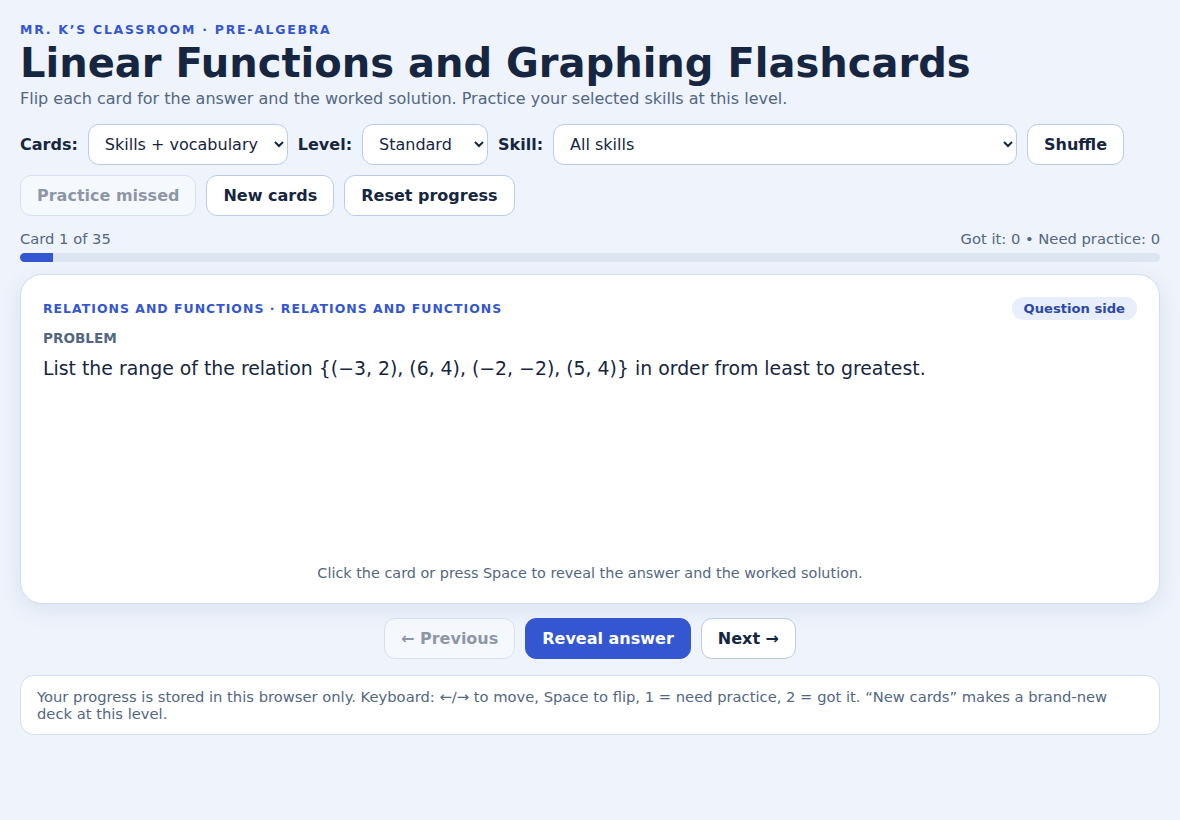 MR. K’S CLASSROOM · PRE-ALGEBRA
Linear Functions and Graphing Flashcards
Flip each card for the answer and the worked solution. Practice your selected skills at this level.
Cards: Skills + vocabulary Level: Standard Skill: All skills Shuffle
Practice missed New cards Reset progress
Card 1 of 35 Got it: 0 • Need practice: 0
RELATIONS AND FUNCTIONS · RELATIONS AND FUNCTIONS Question side
PROBLEM
List the range of the relation {(−3, 2), (6, 4), (−2, −2), (5, 4)} in order from least to greatest.
Click the card or press Space to reveal the answer and the worked solution.
← Previous Reveal answer Next →
Your progress is stored in this browser only. Keyboard: ←/→ to move, Space to flip, 1 = need practice, 2 = got it. “New cards” makes a brand-new
deck at this level.